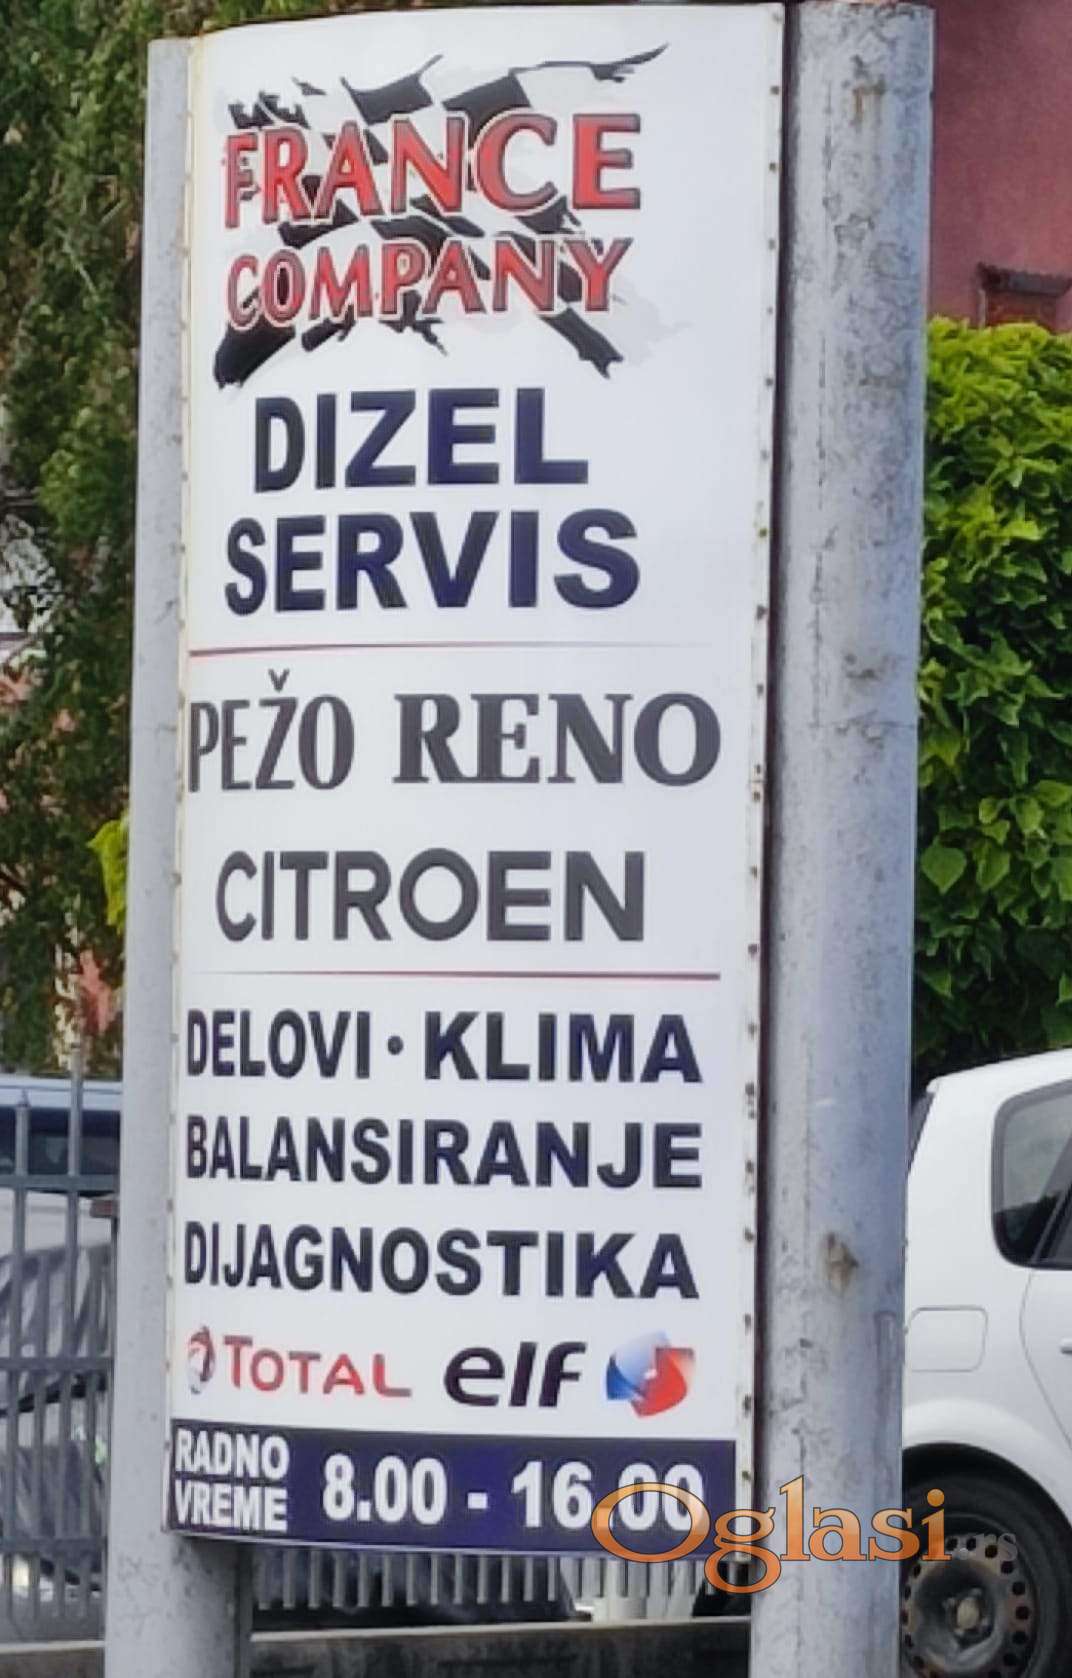 FRANCE
COMPANY
DIZEL
SERVIS
PEŽO RENO
CITROEN
DELOVI • KLIMA
BALANSIRANJE
DIJAGNOSTIKA
TOTAL elf
RADNO VREME 8.00 - 16.00
Oglasi.rs